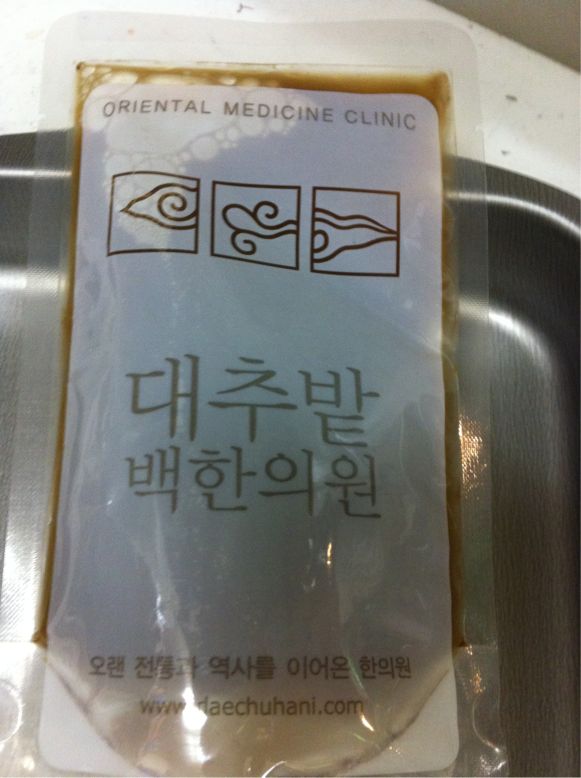 ORIENTAL MEDICINE CLINIC
대추밭
백한의원
오랜 전통과 역사를 이어온 한의원
www.daechuhani.com